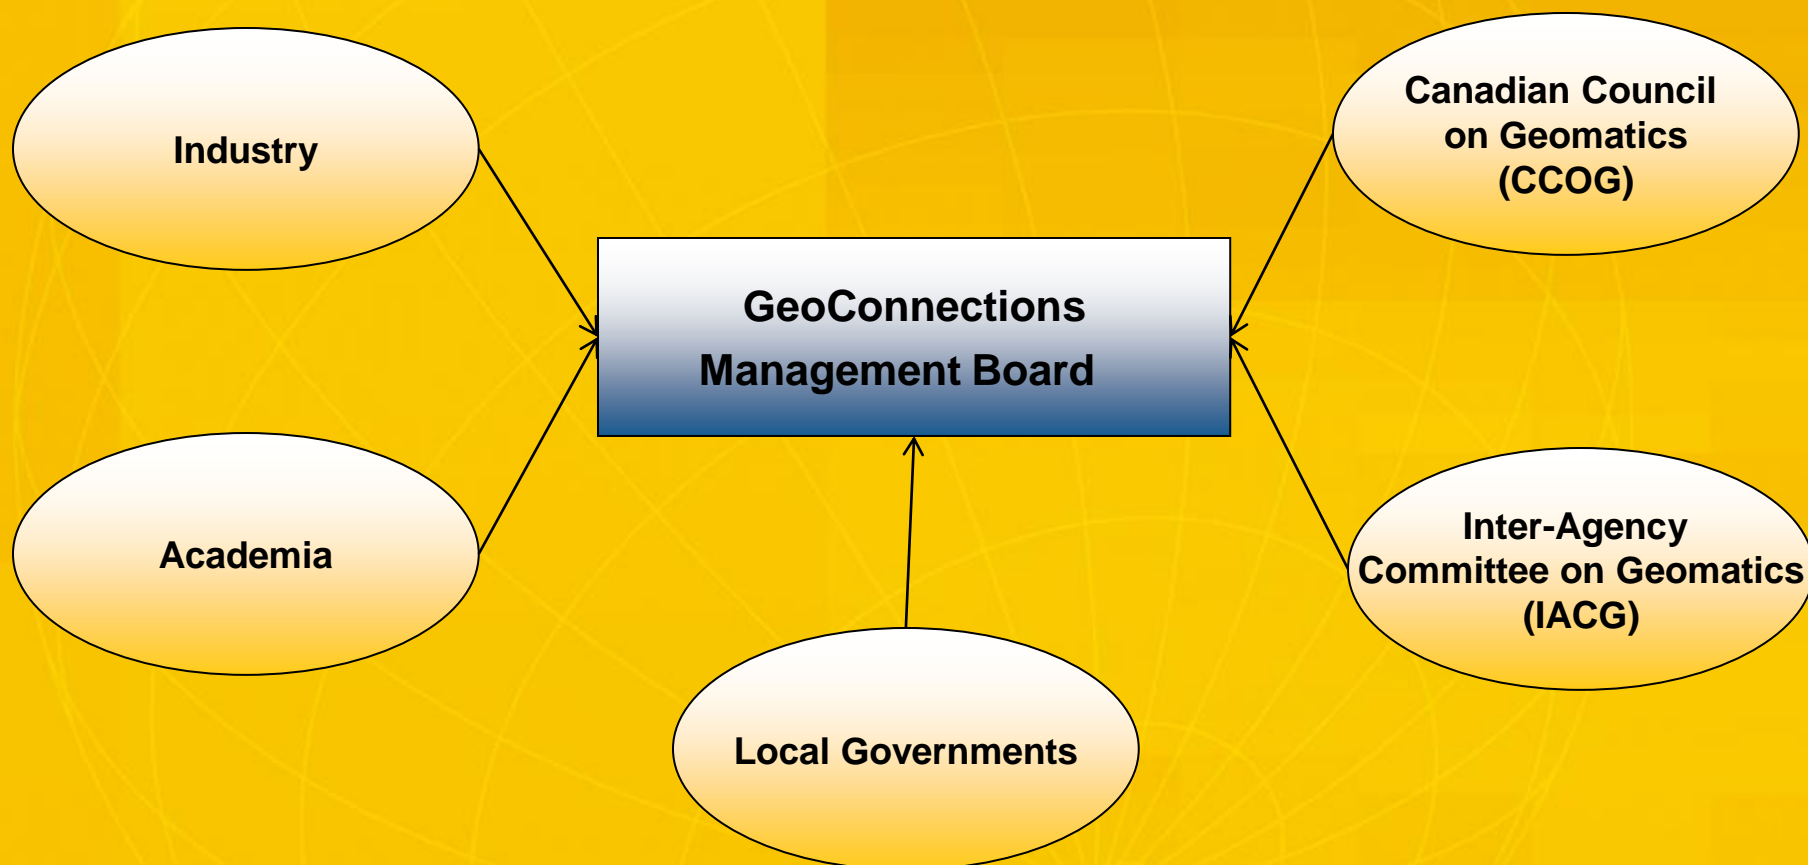 Industry
Canadian Council
on Geomatics
(CCOG)
GeoConnections
Management Board
Academia
Inter-Agency
Committee on Geomatics
(IACG)
Local Governments